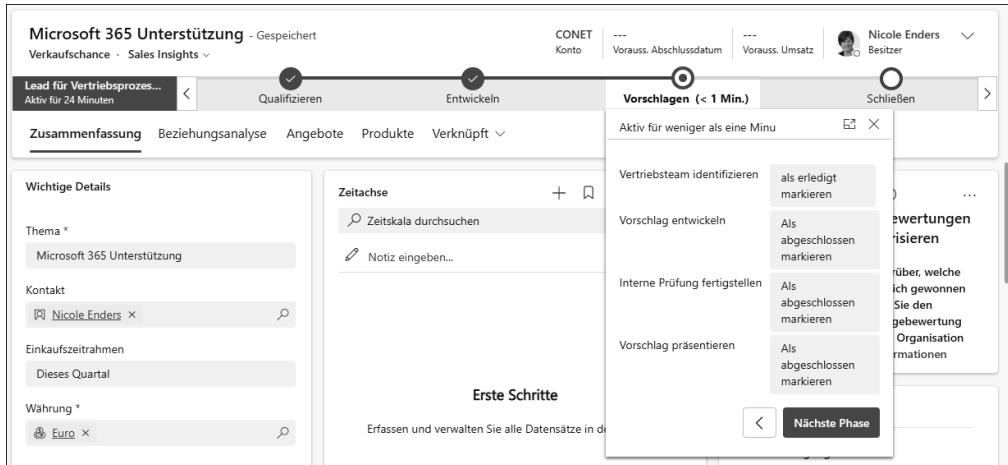 Microsoft 365 Unterstützung - Gespeichert
Verkaufschance · Sales Insights
CONET
Konto
---
Vorauss. Abschlussdatum
---
Vorauss. Umsatz
Nicole Enders
Besitzer
Lead für Vertriebsprozes...
Aktiv für 24 Minuten
Qualifizieren
Entwickeln
Vorschlagen (< 1 Min.)
Schließen
Zusammenfassung Beziehungsanalyse Angebote Produkte Verknüpft
Aktiv für weniger als eine Minu
Vertriebsteam identifizieren
als erledigt
markieren
Vorschlag entwickeln
Als
abgeschlossen
markieren
Interne Prüfung fertigstellen
Als
abgeschlossen
markieren
Vorschlag präsentieren
Als
abgeschlossen
markieren
Nächste Phase
Wichtige Details
Thema *
Microsoft 365 Unterstützung
Kontakt
Nicole Enders
Einkaufszeitrahmen
Dieses Quartal
Währung *
Euro
Zeitachse
Zeitskala durchsuchen
Notiz eingeben...
Erste Schritte
Erfassen und verwalten Sie alle Datensätze in de
ewertungen
isieren
rüber, welche
ich gewonnen
Sie den
gebewertung
Organisation
rmationen